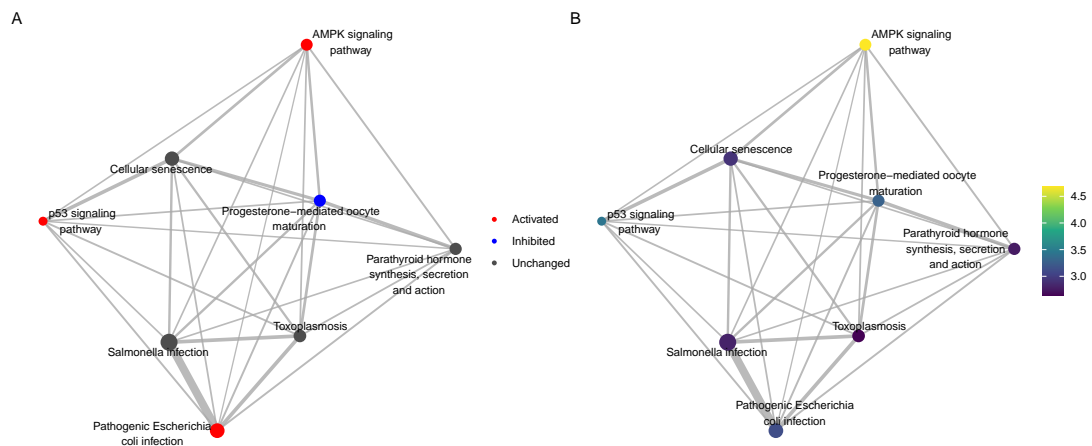 A
AMPK signaling
pathway
Cellular senescence
p53 signaling
pathway
Progesterone−mediated oocyte
maturation
Parathyroid hormone
synthesis, secretion
and action
Toxoplasmosis
Salmonella infection
Pathogenic Escherichia
coli infection
Activated
Inhibited
Unchanged
B
AMPK signaling
pathway
Cellular senescence
Progesterone−mediated oocyte
maturation
p53 signaling
pathway
Parathyroid hormone
synthesis, secretion
and action
Toxoplasmosis
Salmonella infection
Pathogenic Escherichia
coli infection
4.5
4.0
3.5
3.0